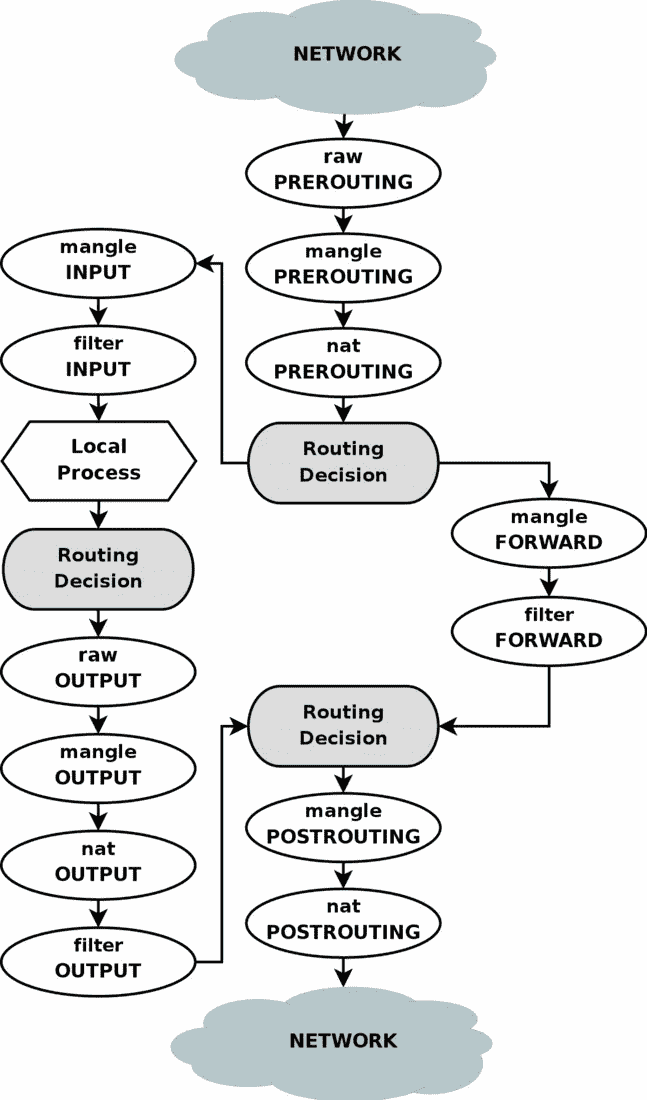 NETWORK
raw
PREROUTING
mangle
PREROUTING
nat
PREROUTING
Routing
Decision
mangle
INPUT
filter
INPUT
Local
Process
Routing
Decision
raw
OUTPUT
mangle
OUTPUT
nat
OUTPUT
filter
OUTPUT
mangle
FORWARD
filter
FORWARD
Routing
Decision
mangle
POSTROUTING
nat
POSTROUTING
NETWORK